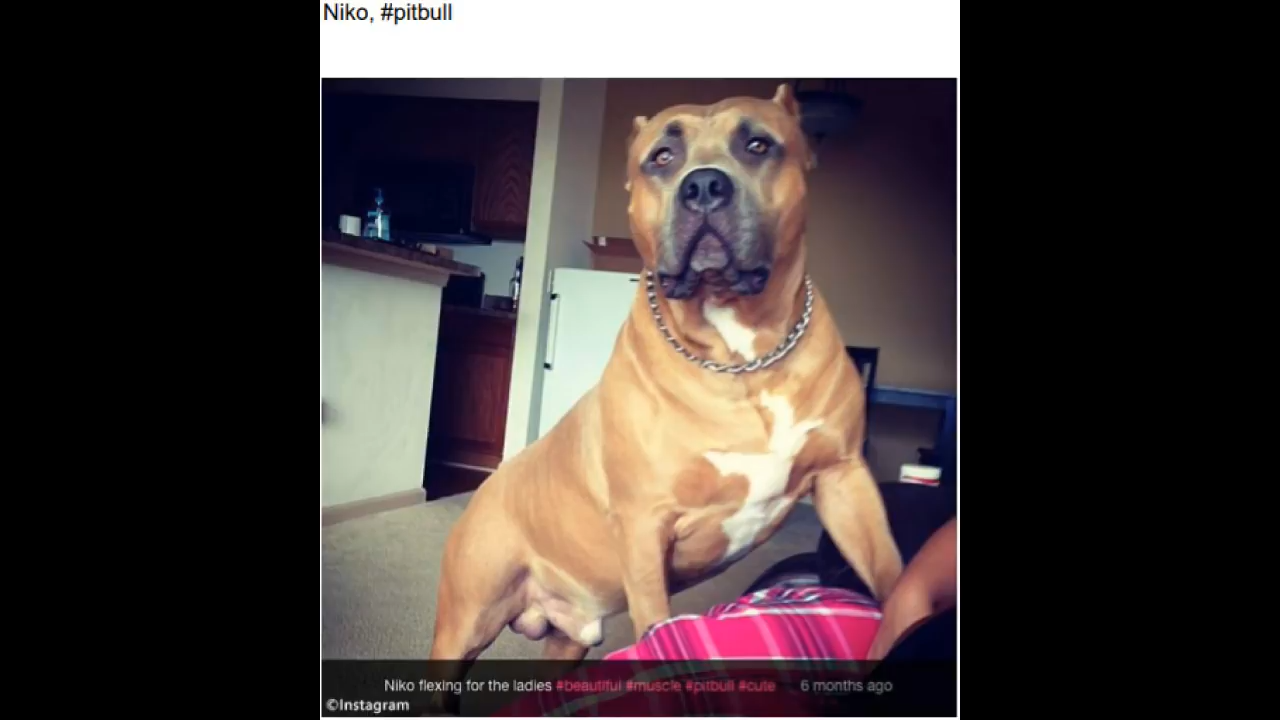 Niko, #pitbull
Niko flexing for the ladies #beautiful #muscle #pitbull #cute 6 months ago
©Instagram